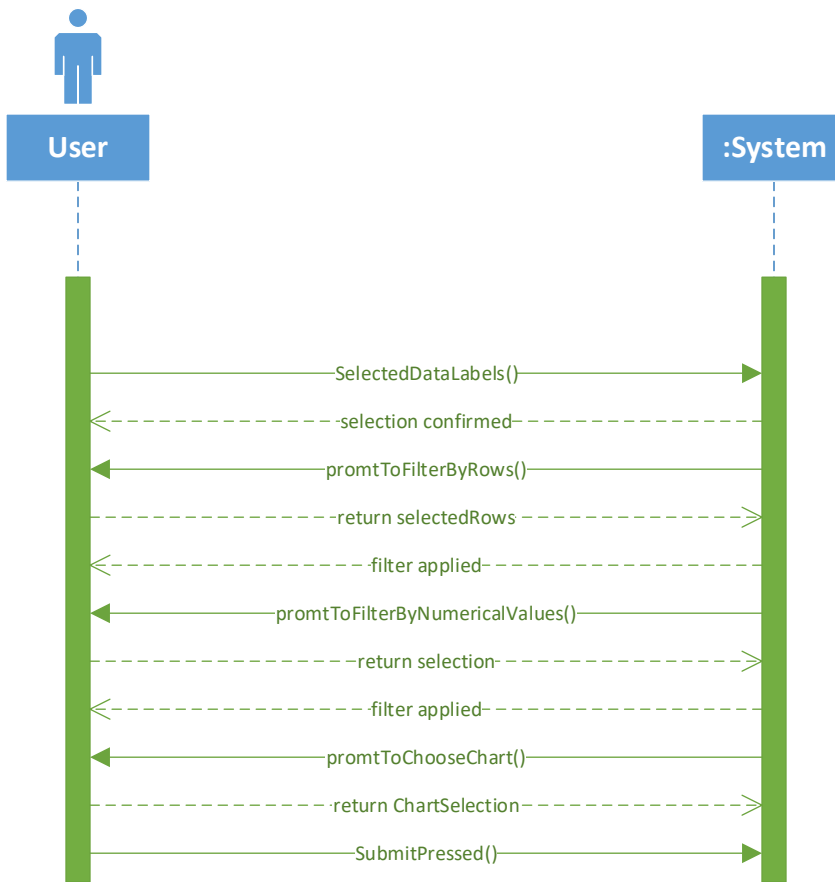 User
:System
SelectedDataLabels()
selection confirmed
promtToFilterByRows()
return selectedRows
filter applied
promtToFilterByNumericalValues()
return selection
filter applied
promtToChooseChart()
return ChartSelection
SubmitPressed()